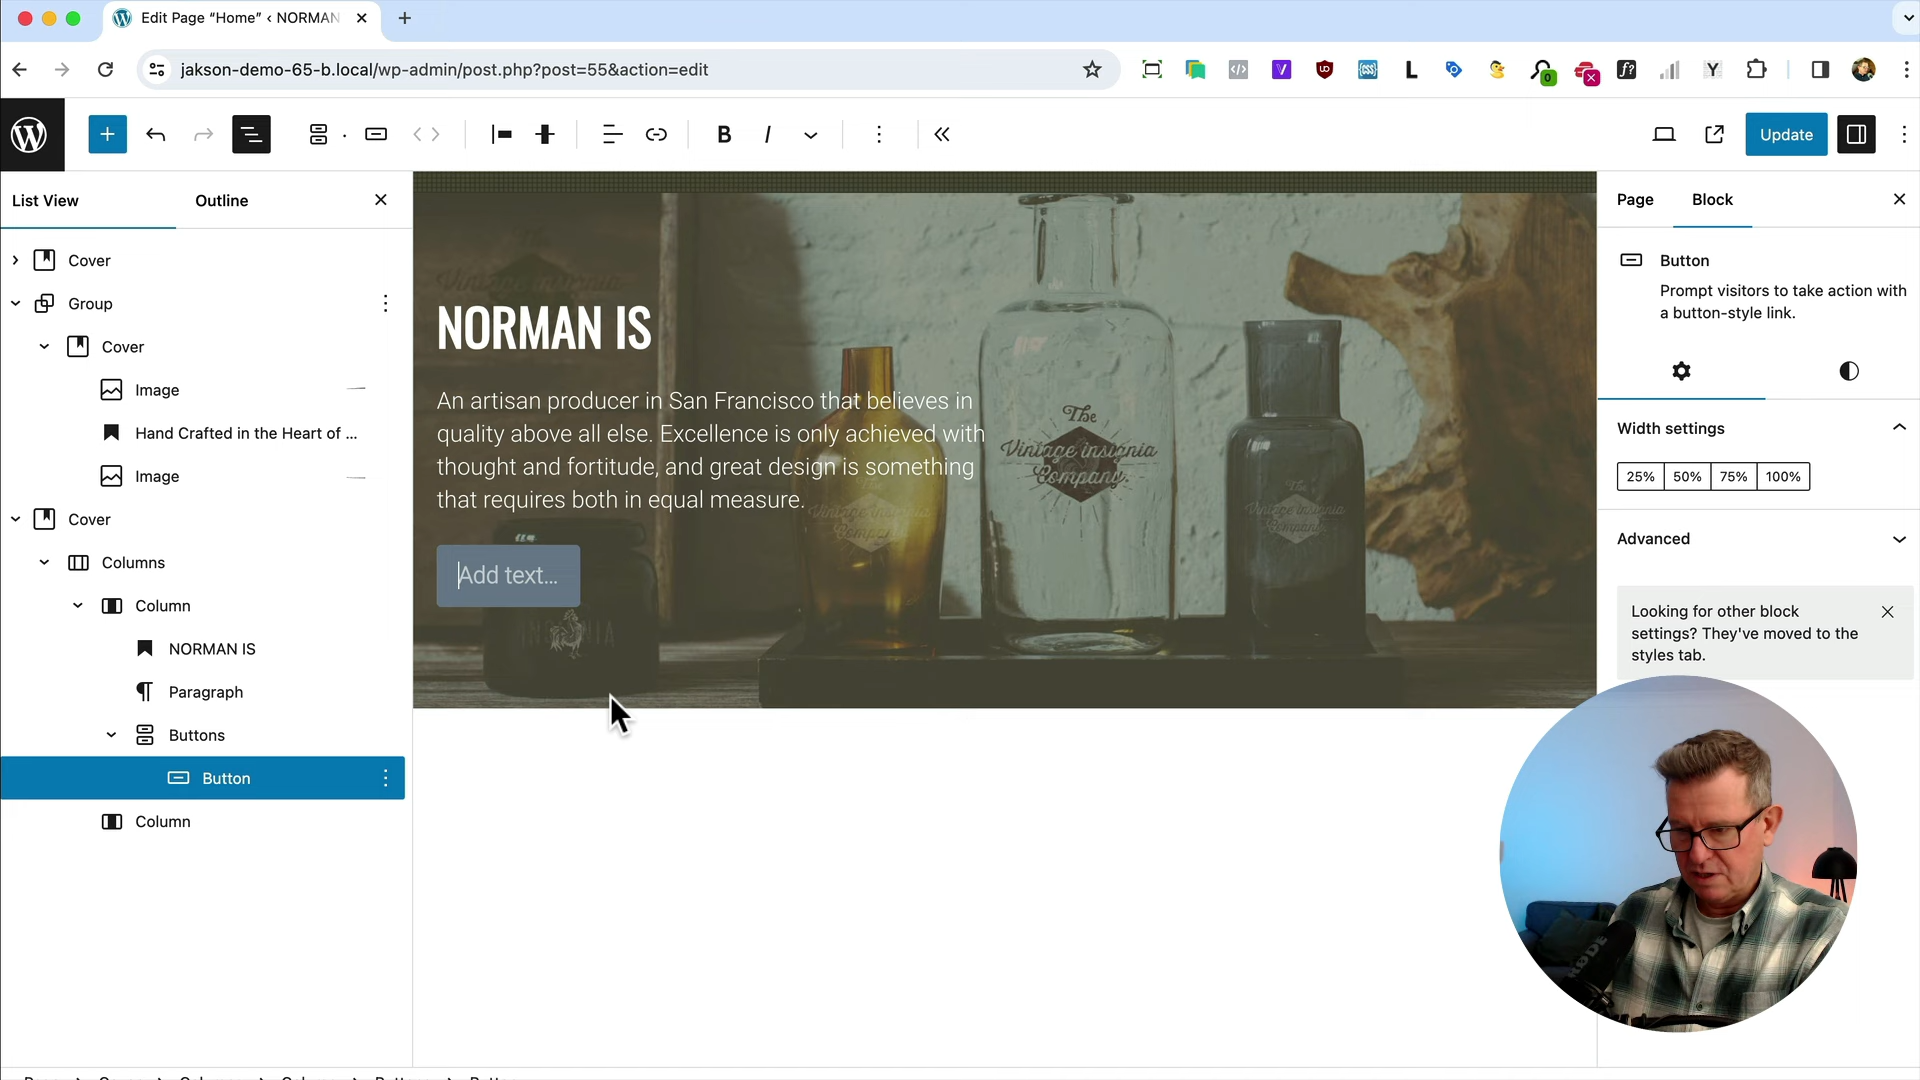 Edit Page “Home” ‹ NORMAN
jakson-demo-65-b.local/wp-admin/post.php?post=55&action=edit
0
Update
List View
Outline
Page
Block
Cover
Group
Cover
Image
Hand Crafted in the Heart of ...
Image
Cover
Columns
Column
NORMAN IS
Paragraph
Buttons
Button
Column
NORMAN IS
An artisan producer in San Francisco that believes in
quality above all else. Excellence is only achieved with
thought and fortitude, and great design is something
that requires both in equal measure.
Add text...
The
Vintage insignia
Company.
Button
Prompt visitors to take action with
a button-style link.
Width settings
25% 50% 75% 100%
Advanced
Looking for other block
settings? They've moved to the
styles tab.